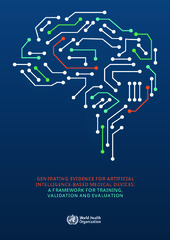 GENERATING EVIDENCE FOR ARTIFICIAL
INTELLIGENCE BASED MEDICAL DEVICES:
A FRAMEWORK FOR TRAINING,
VALIDATION AND EVALUATION
World Health
Organization